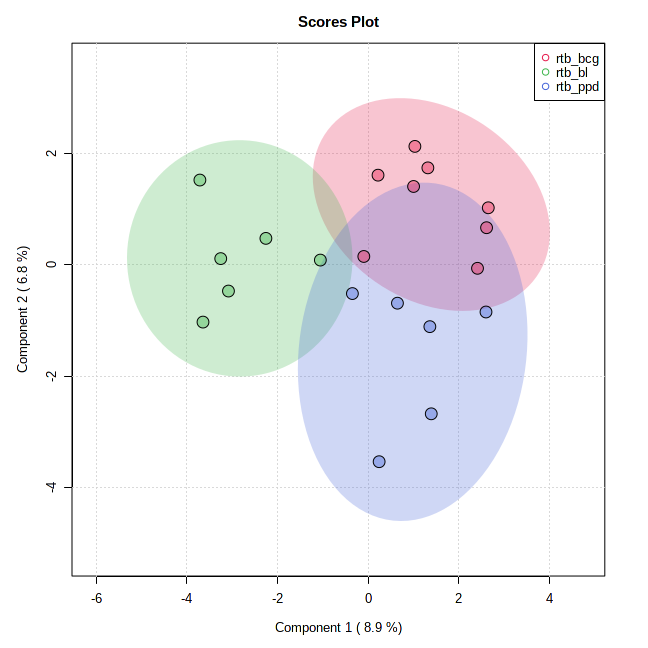 Scores Plot
rtb_bcg
rtb_bl
rtb_ppd
2
0
-2
-4
Component 2 ( 6.8 %)
-6
-4
-2
0
2
4
Component 1 ( 8.9 %)